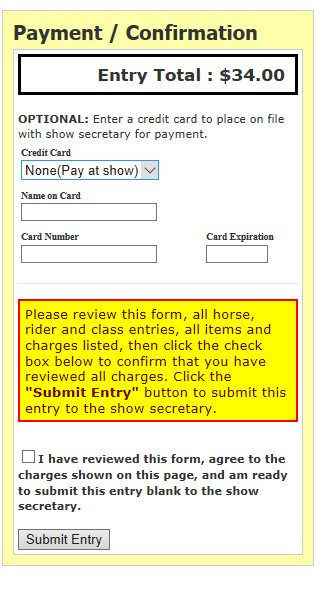 Payment / Confirmation
Entry Total : $34.00
OPTIONAL: Enter a credit card to place on file
with show secretary for payment.
Credit Card
None(Pay at show)
Name on Card
Card Number Card Expiration
Please review this form, all horse,
rider and class entries, all items and
charges listed, then click the check
box below to confirm that you have
reviewed all charges. Click the
"Submit Entry" button to submit this
entry to the show secretary.
I have reviewed this form, agree to the
charges shown on this page, and am ready
to submit this entry blank to the show
secretary.
Submit Entry